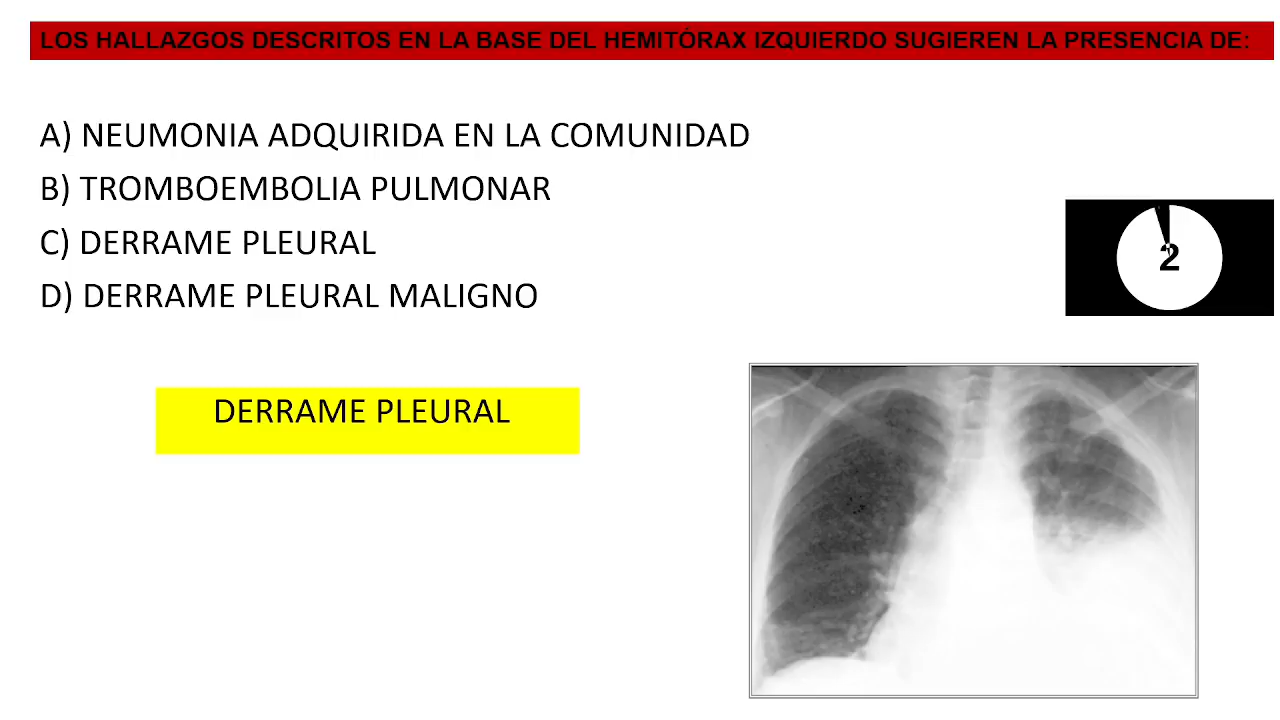 LOS HALLAZGOS DESCRITOS EN LA BASE DEL HEMITÓRAX IZQUIERDO SUGIEREN LA PRESENCIA DE:
A) NEUMONIA ADQUIRIDA EN LA COMUNIDAD
B) TROMBOEMBOLIA PULMONAR
C) DERRAME PLEURAL
D) DERRAME PLEURAL MALIGNO
2
DERRAME PLEURAL